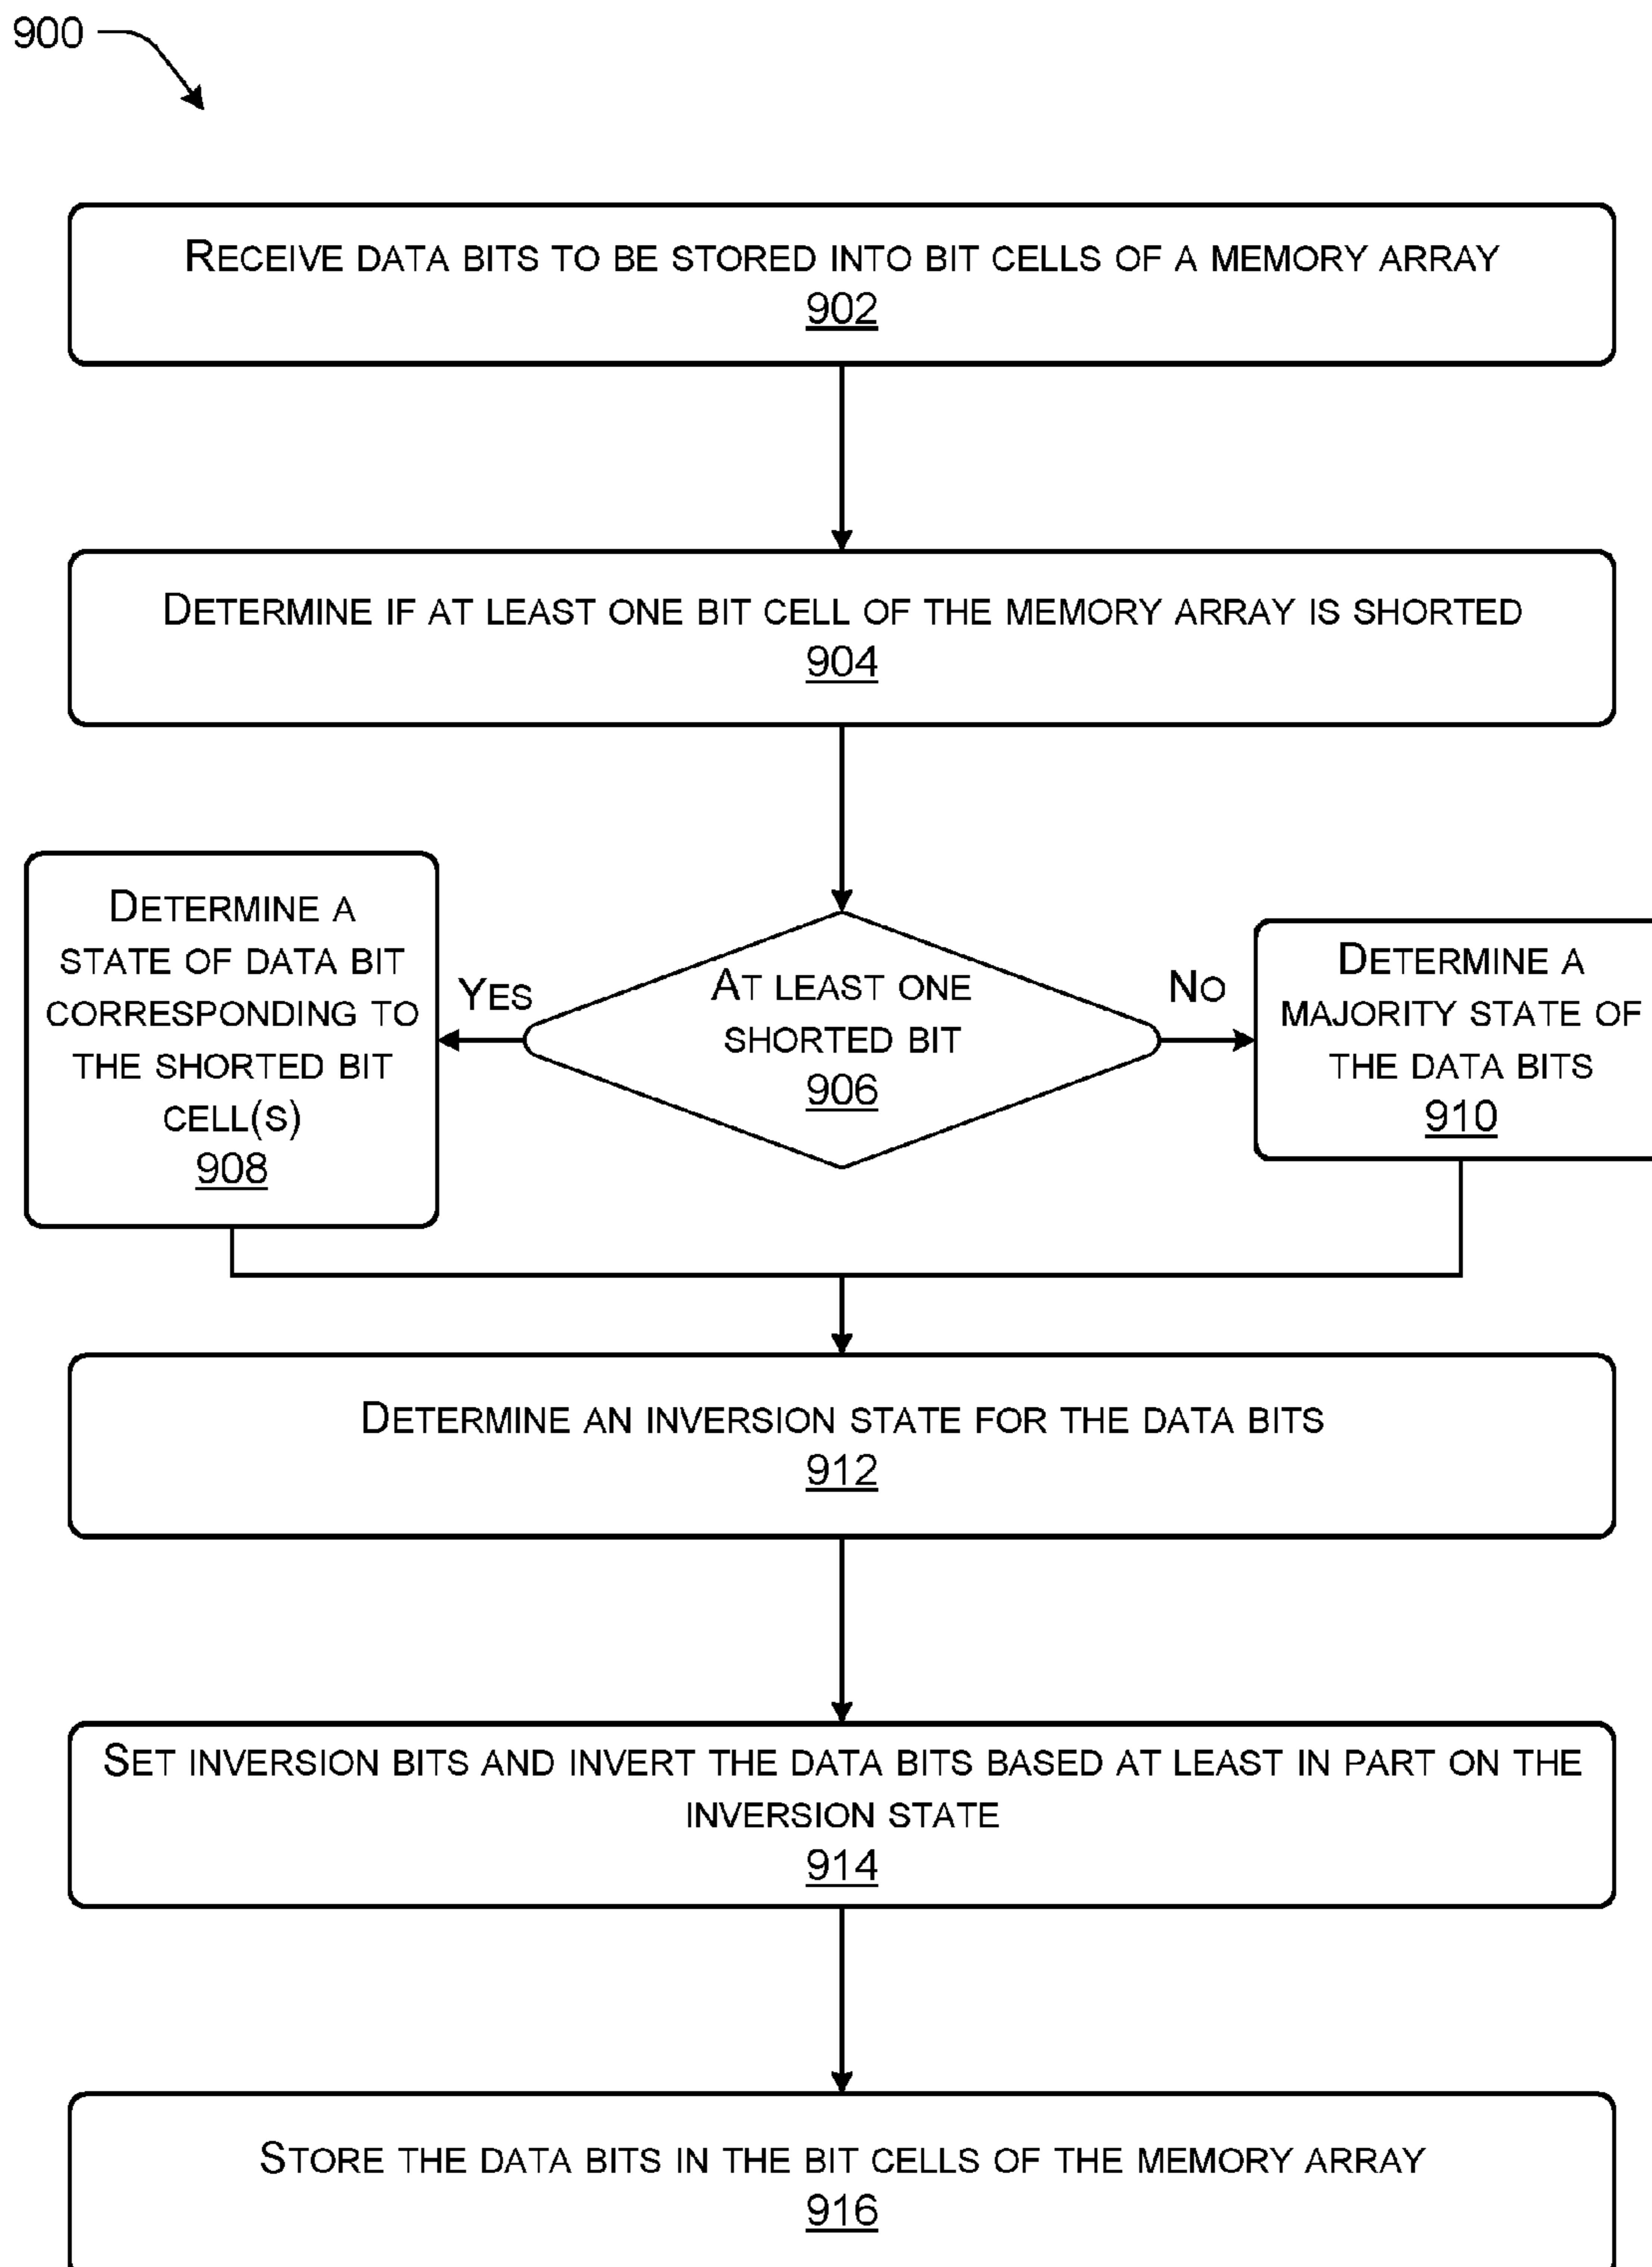 900
RECEIVE DATA BITS TO BE STORED INTO BIT CELLS OF A MEMORY ARRAY
902
DETERMINE IF AT LEAST ONE BIT CELL OF THE MEMORY ARRAY IS SHORTED
904
DETERMINE A
STATE OF DATA BIT
CORRESPONDING TO
THE SHORTED BIT
CELL(S)
908
YES
AT LEAST ONE
SHORTED BIT
906
NO
DETERMINE A
MAJORITY STATE OF
THE DATA BITS
910
DETERMINE AN INVERSION STATE FOR THE DATA BITS
912
SET INVERSION BITS AND INVERT THE DATA BITS BASED AT LEAST IN PART ON THE
INVERSION STATE
914
STORE THE DATA BITS IN THE BIT CELLS OF THE MEMORY ARRAY
916